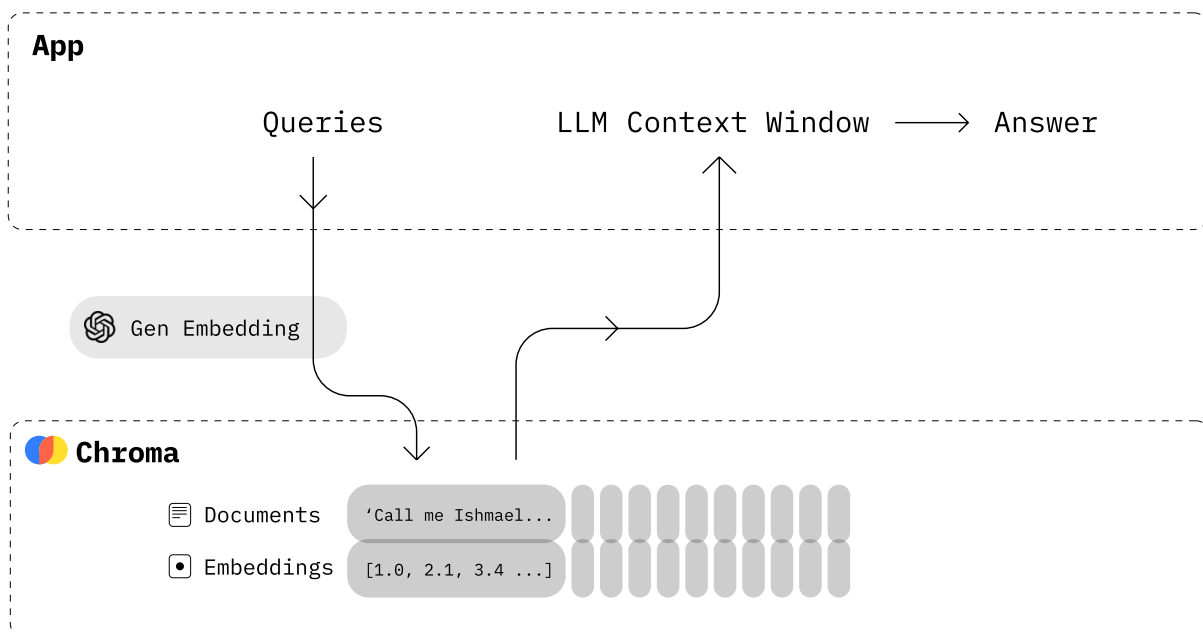 App
Queries
LLM Context Window
Answer
Gen Embedding
Chroma
Documents
‘Call me Ishmael...
Embeddings
[1.0, 2.1, 3.4 ...]